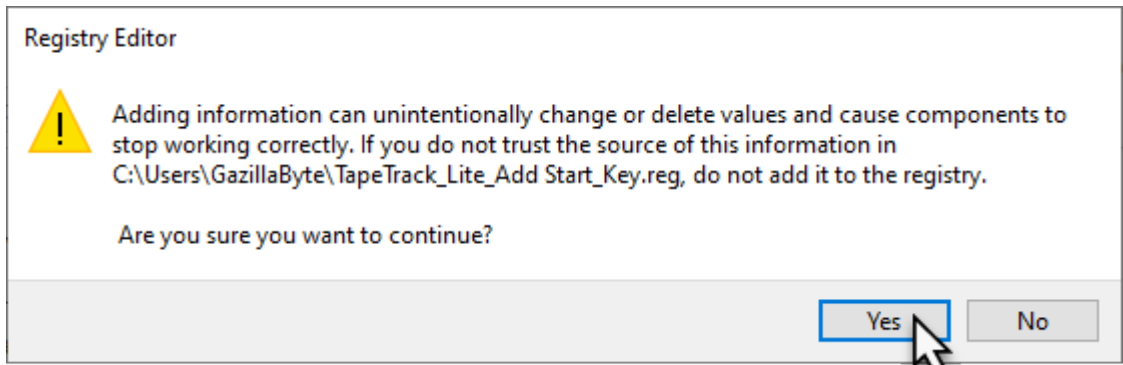 Registry Editor
!
Adding information can unintentionally change or delete values and cause components to
stop working correctly. If you do not trust the source of this information in
C:\Users\GazillaByte\TapeTrack_Lite_Add Start_Key.reg, do not add it to the registry.
Are you sure you want to continue?
Yes No